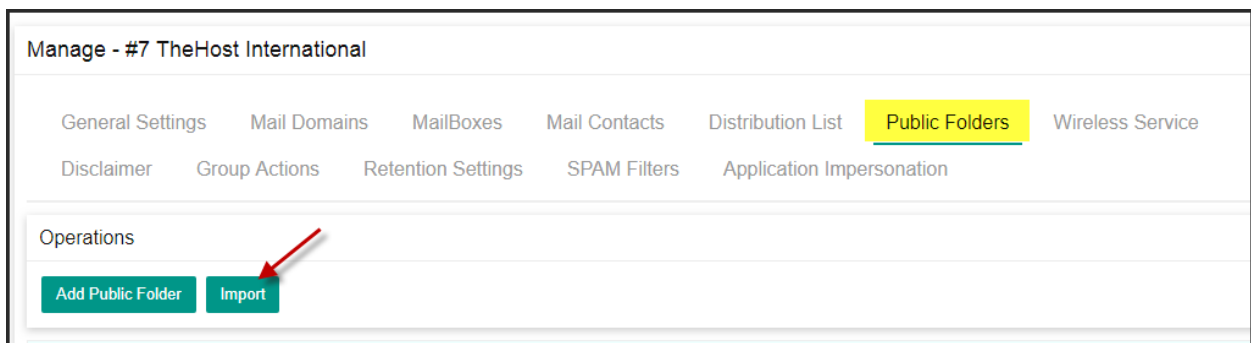 Manage - #7 TheHost International
General Settings Mail Domains MailBoxes Mail Contacts Distribution List Public Folders Wireless Service
Disclaimer Group Actions Retention Settings SPAM Filters Application Impersonation
Operations
Add Public Folder Import